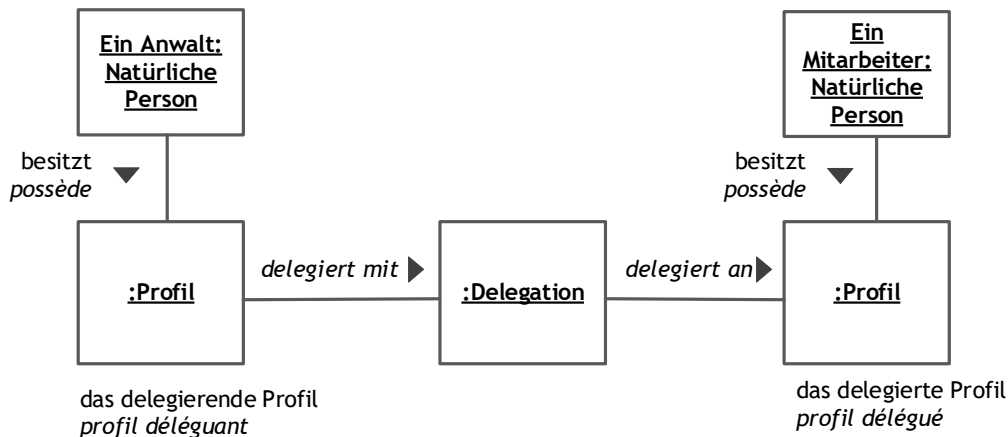 Ein Anwalt:
Natürliche
Person
Ein
Mitarbeiter:
Natürliche
Person
besitzt
possède
besitzt
possède
:Profil
delegiert mit
:Delegation
delegiert an
:Profil
das delegierende Profil
profil déléguant
das delegierte Profil
profil délégué